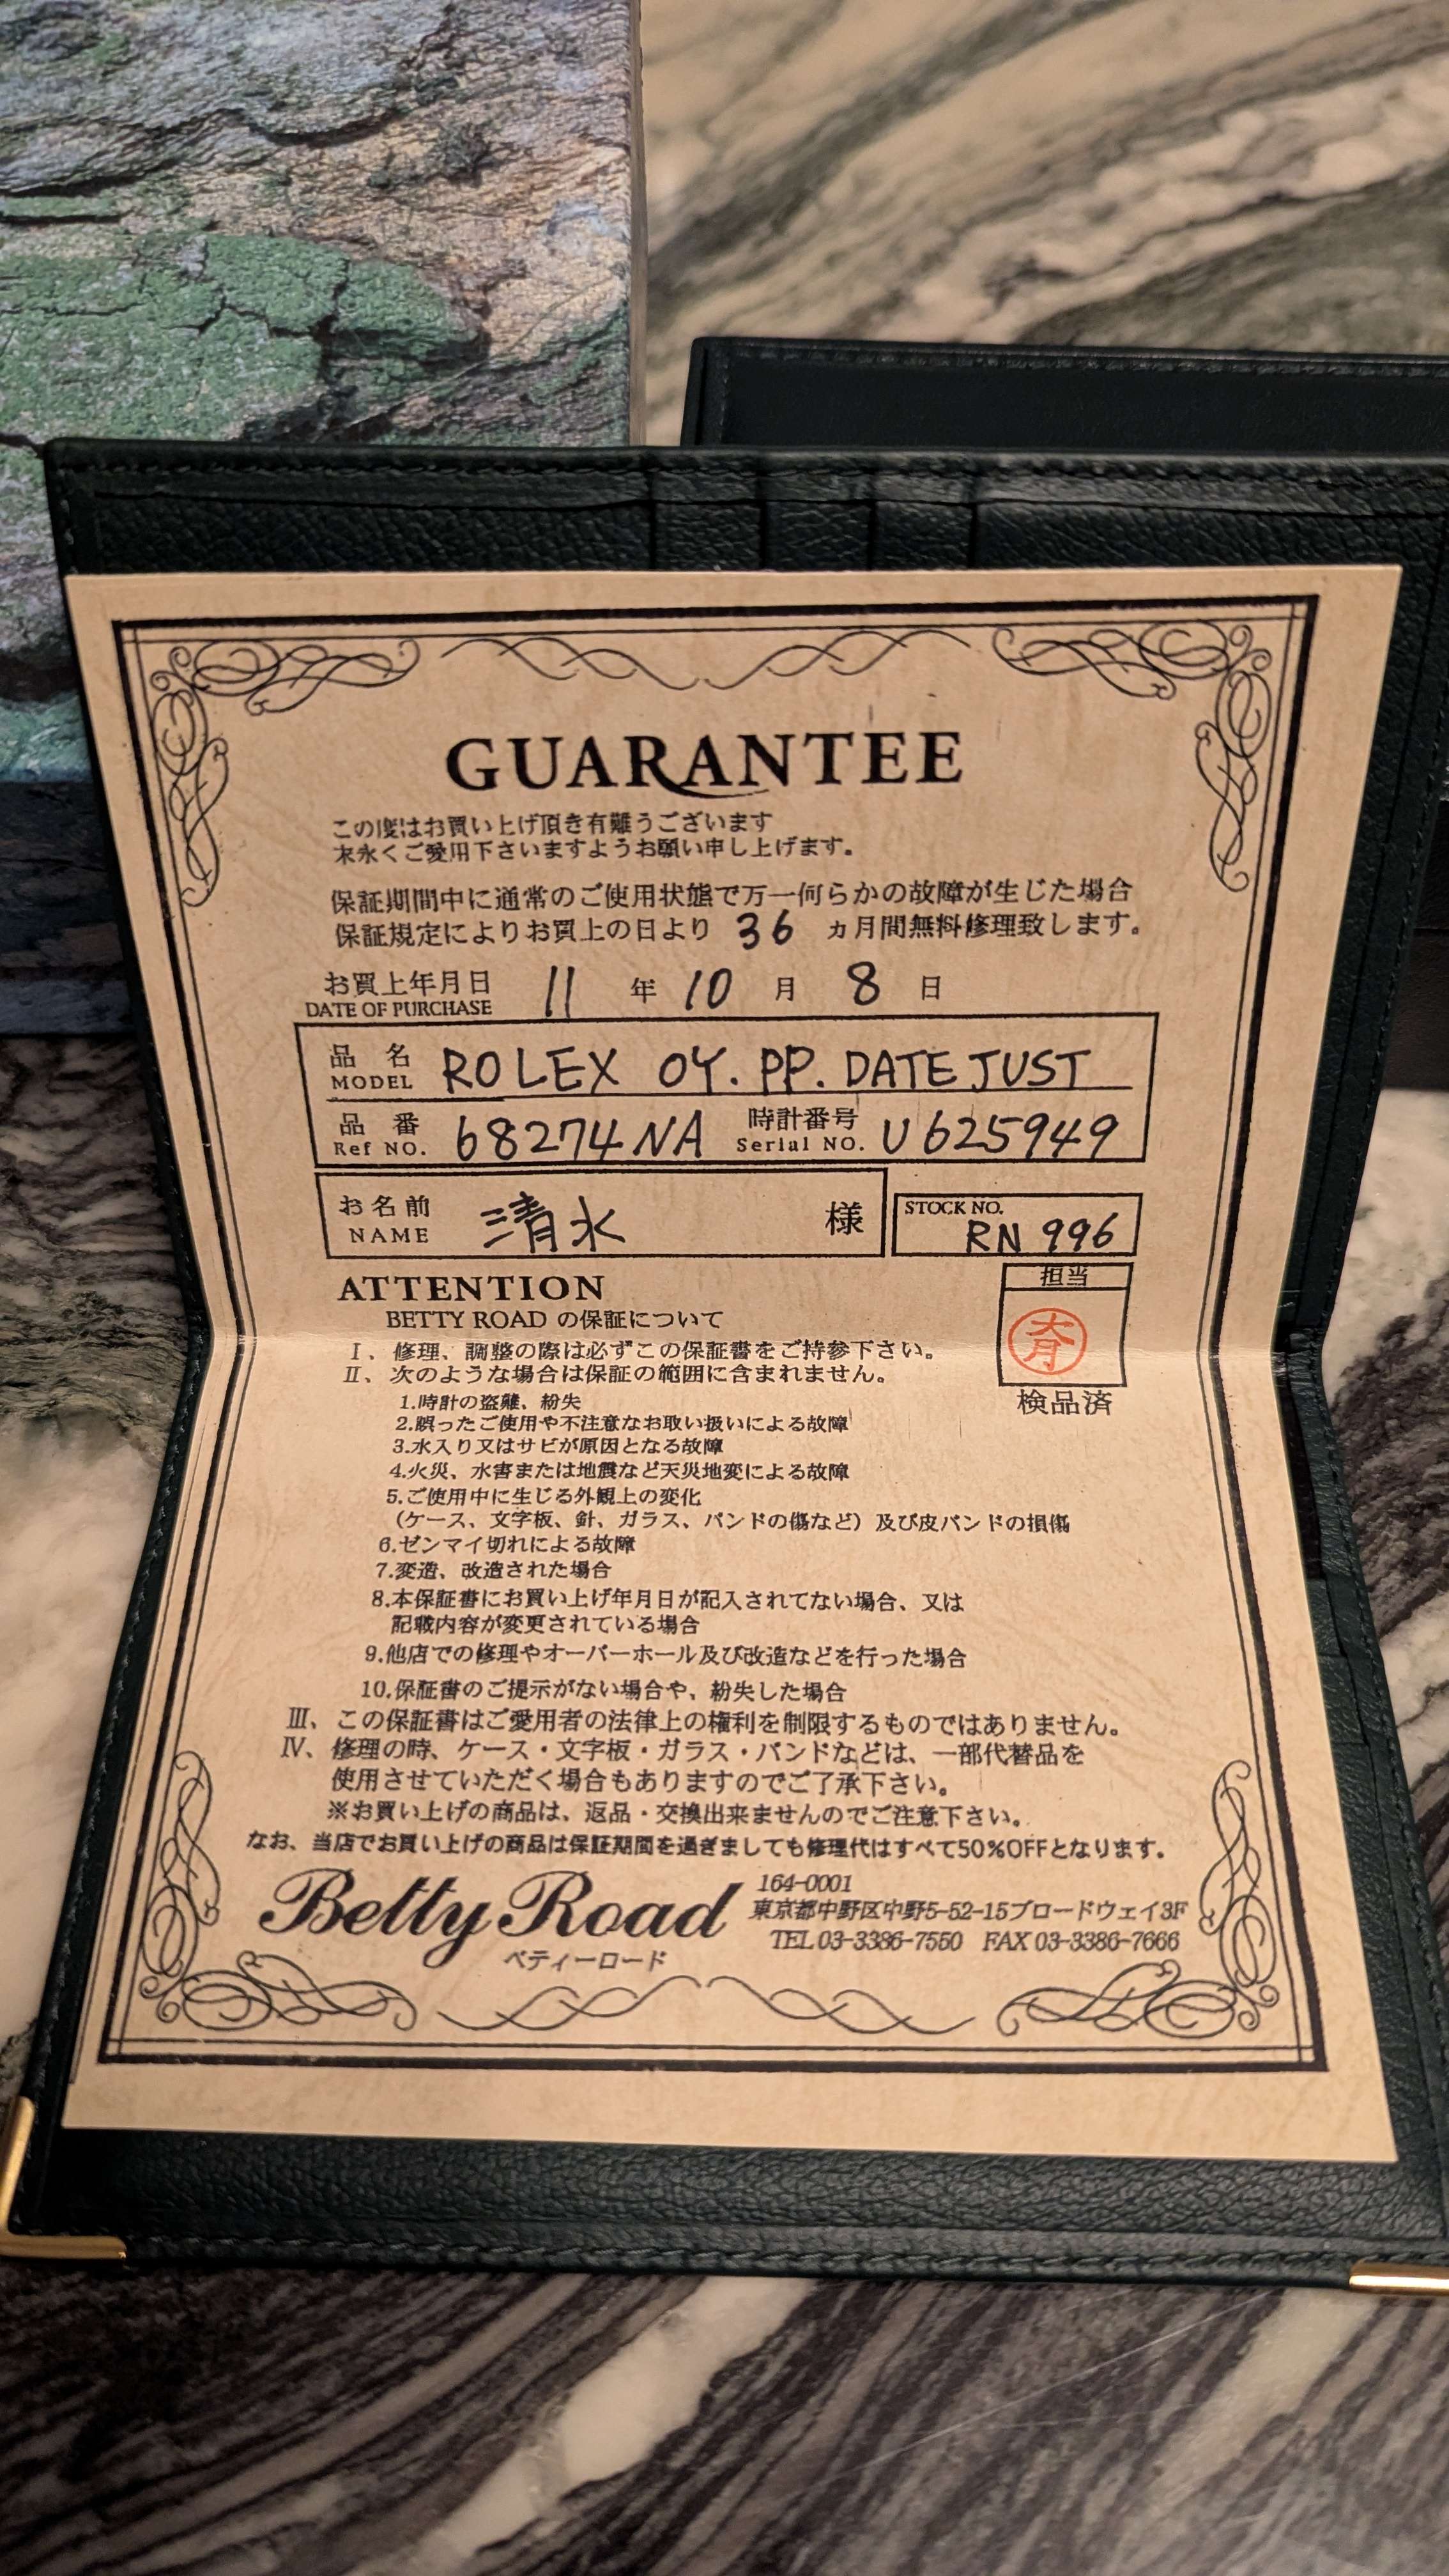 GUARANTEE
この度はお買い上げ頂き有難うございます
末永くご愛用下さいますようお願い申し上げます。
保証期間中に通常のご使用状態で万一何らかの故障が生じた場合
保証規定によりお買上の日より 36 ヵ月間無料修理致します。
お買上年月日 11 年 10 月 8 日
DATE OF PURCHASE
品名 ROLEX OY. PP. DATEJUST
MODEL
品番 68274NA 時計番号 U625949
Ref NO. Serial NO.
お名前 清水 様
NAME
STOCK NO.
RN 996
ATTENTION
担当
BETTY ROAD の保証について
I、修理、調整の際は必ずこの保証書をご持参下さい。
II、次のような場合は保証の範囲に含まれません。
検品済
1.時計の盗難、紛失
2.誤ったご使用や不注意なお取い扱いによる故障
3.水入り又はサビが原因となる故障
4.火災、水害または地震など天災地変による故障
5.ご使用中に生じる外観上の変化
(ケース、文字板、針、ガラス、バンドの傷など)及び皮バンドの損傷
6.ゼンマイ切れによる故障
7.変造、改造された場合
8.本保証書にお買い上げ年月日が記入されてない場合、又は
記載内容が変更されている場合
9.他店での修理やオーバーホール及び改造などを行った場合
10.保証書のご提示がない場合や、紛失した場合
III、この保証書はご愛用者の法律上の権利を制限するものではありません。
IV、修理の時、ケース・文字板・ガラス・バンドなどは、一部代替品を
使用させていただく場合もありますのでご了承下さい。
※お買い上げの商品は、返品・交換出来ませんのでご注意下さい。
なお、当店でお買い上げの商品は保証期間を過ぎましても修理代はすべて50%OFFとなります。
Betty Road
ベティーロード
164-0001
東京都中野区中野5-52-15ブロードウェイ3F
TEL 03-3386-7550 FAX 03-3386-7666